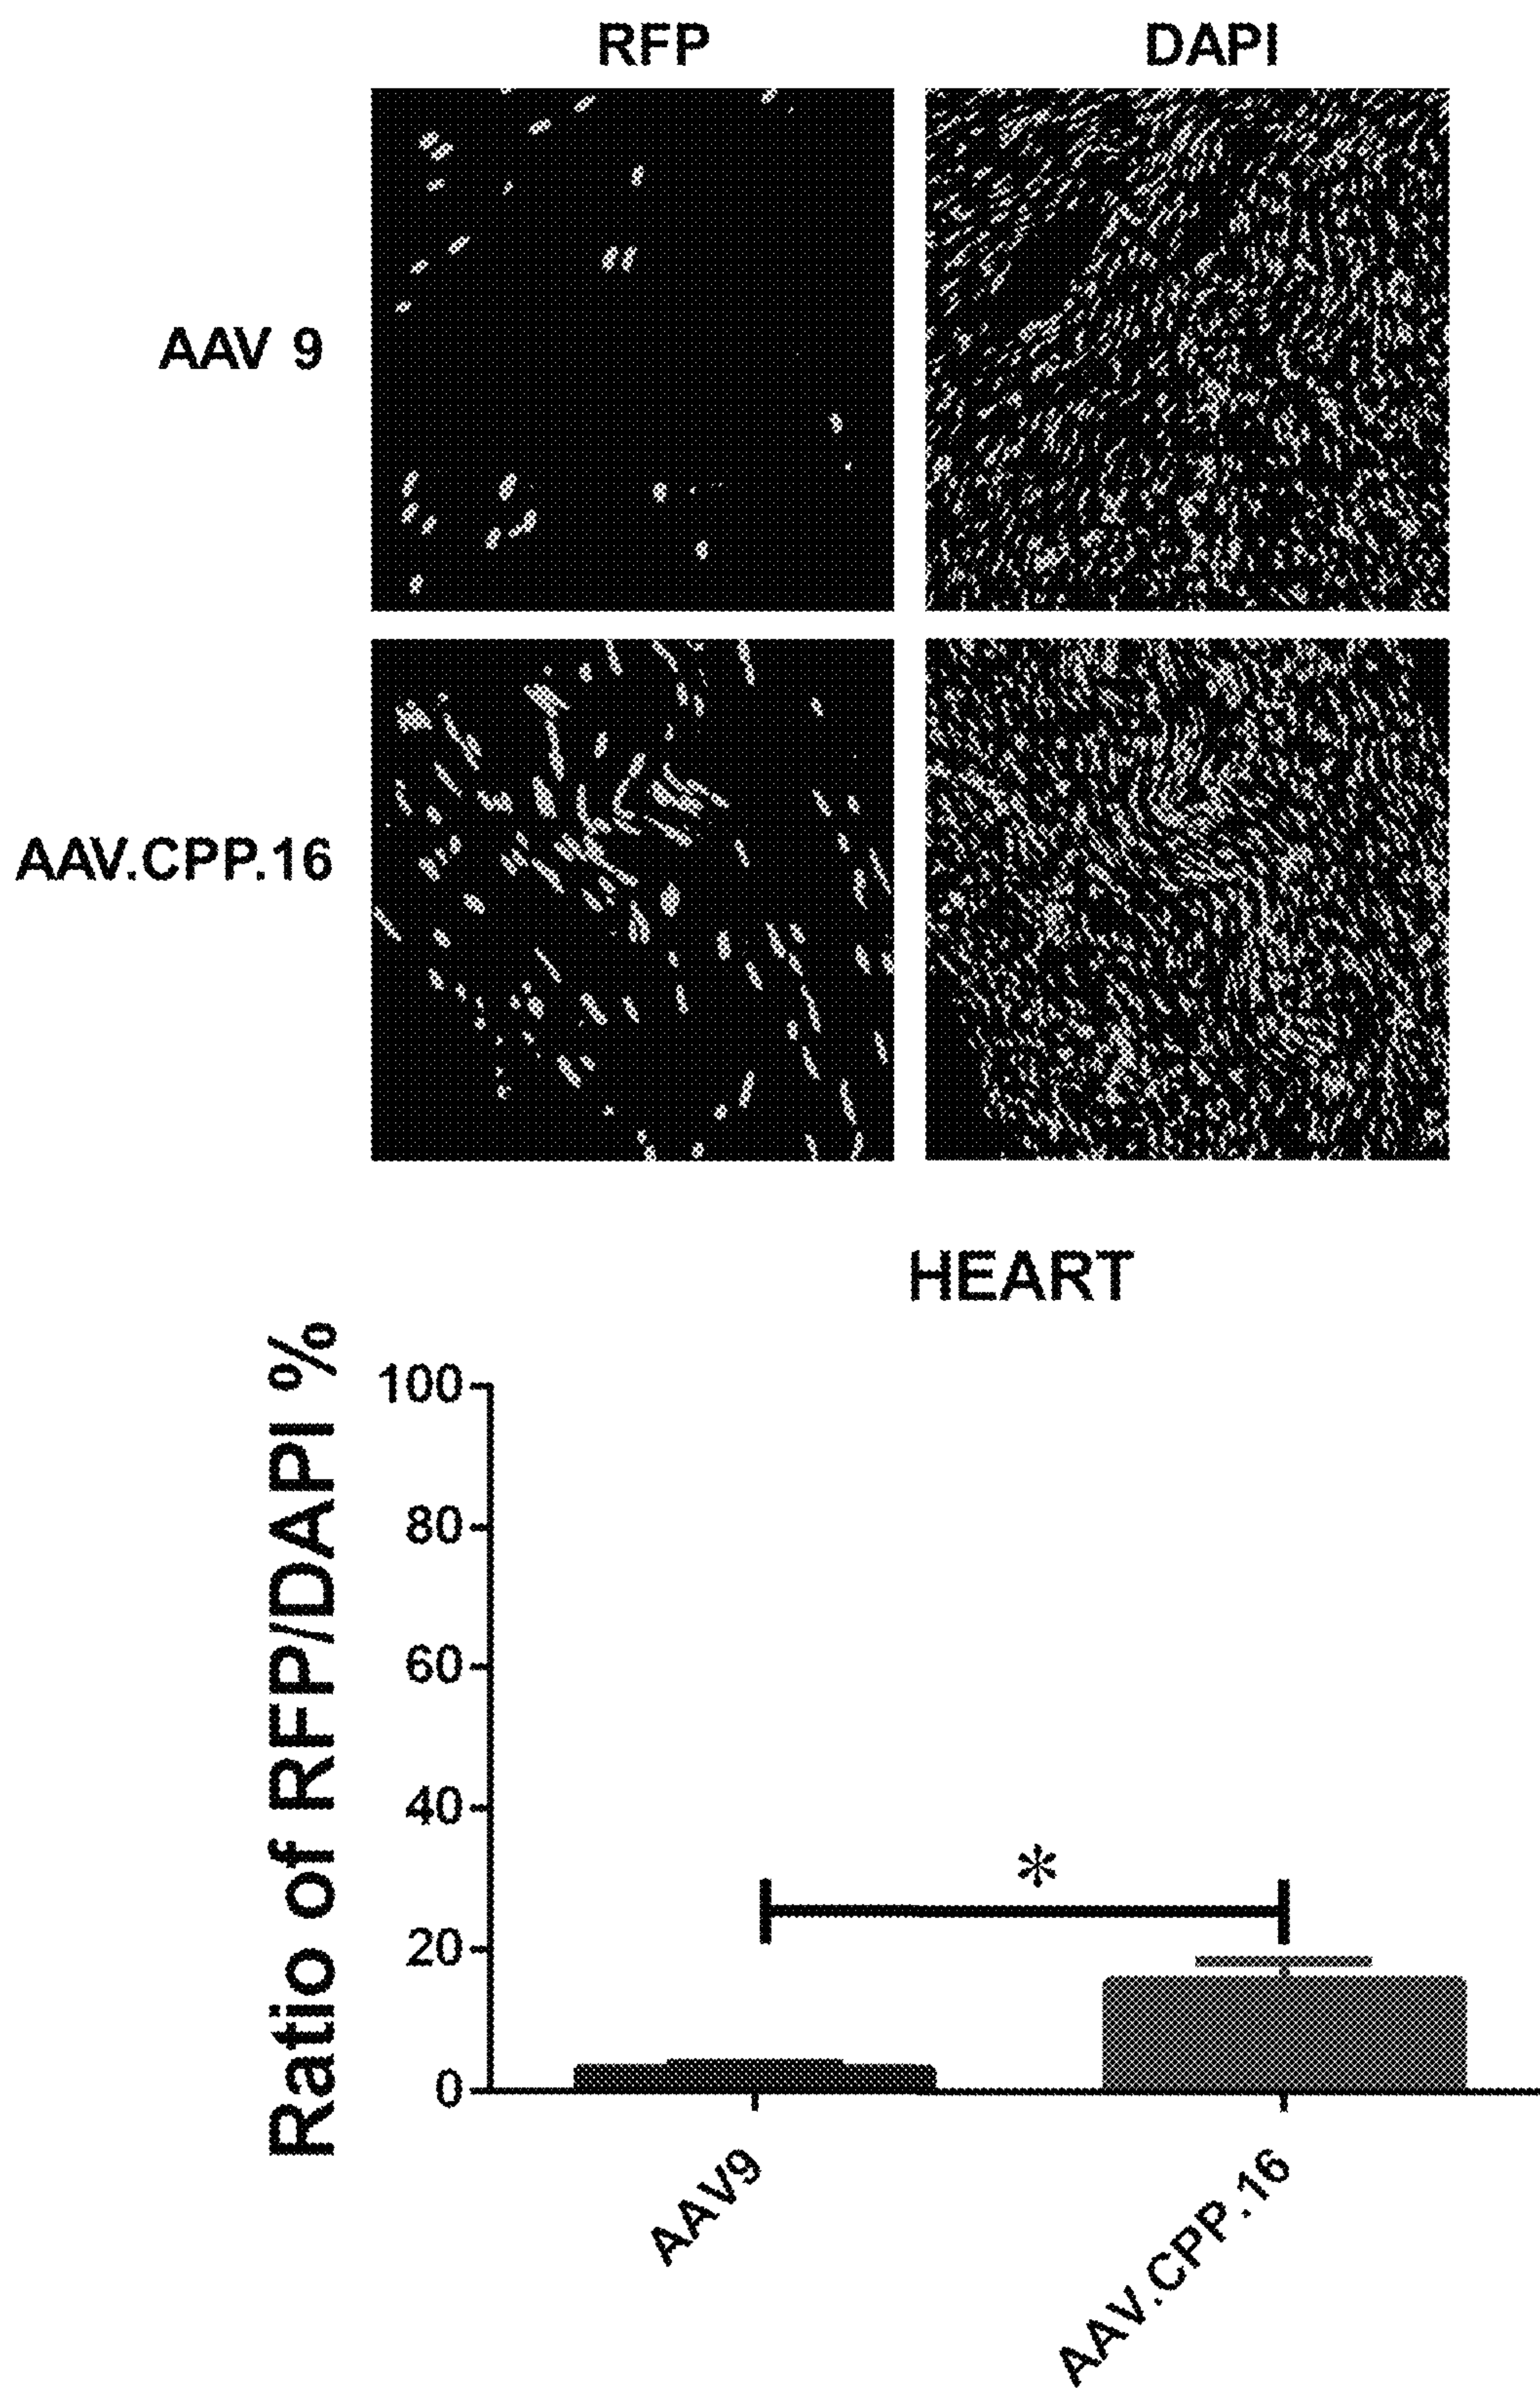 RFP
DAPI
AAV 9
AAV.CPP.16
HEART
Ratio of RFP/DAPI %
100
80
60
40
20
0
*
AAV9
AAV.CPP.16